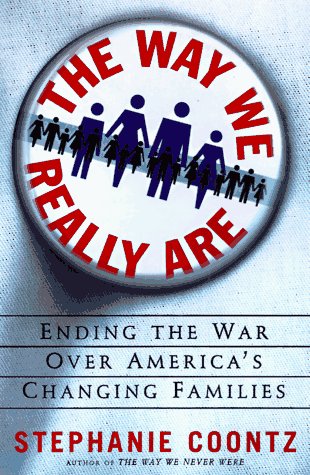 THE WAY WE
REALLY ARE
ENDING THE WAR
OVER AMERICA'S
CHANGING FAMILIES
STEPHANIE COONTZ
AUTHOR OF THE WAY WE NEVER WERE